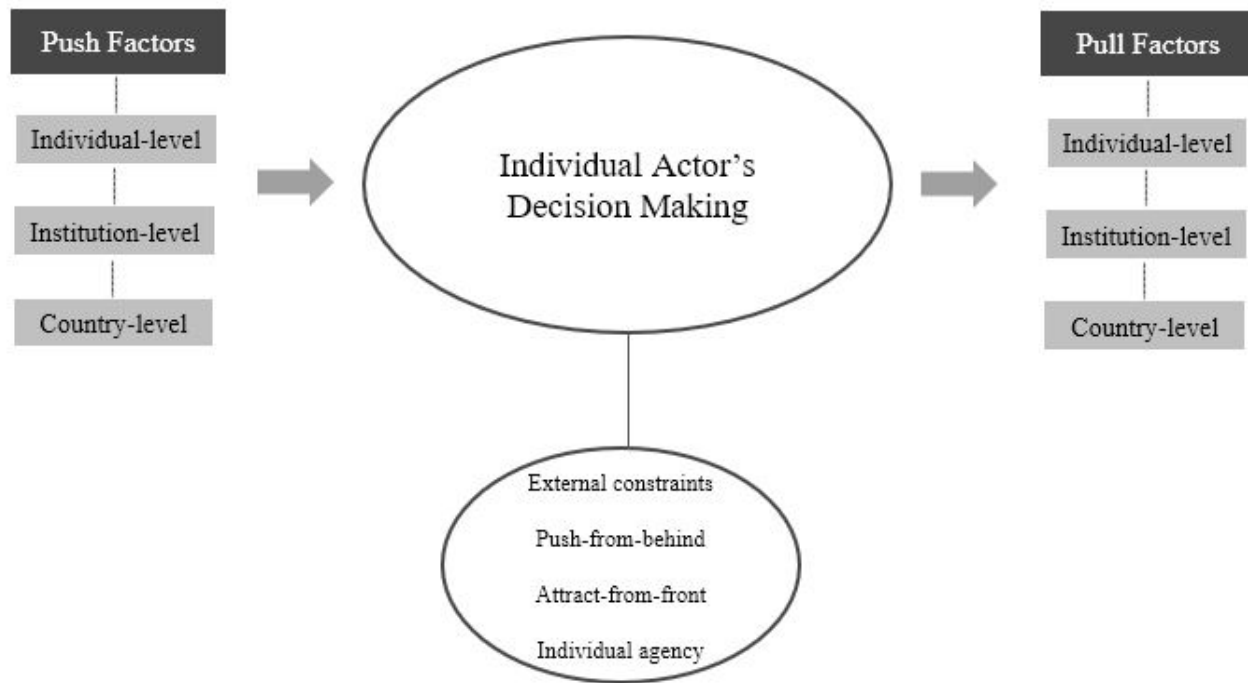 Push Factors
Individual-level
Institution-level
Country-level
Individual Actor’s
Decision Making
External constraints
Push-from-behind
Attract-from-front
Individual agency
Pull Factors
Individual-level
Institution-level
Country-level